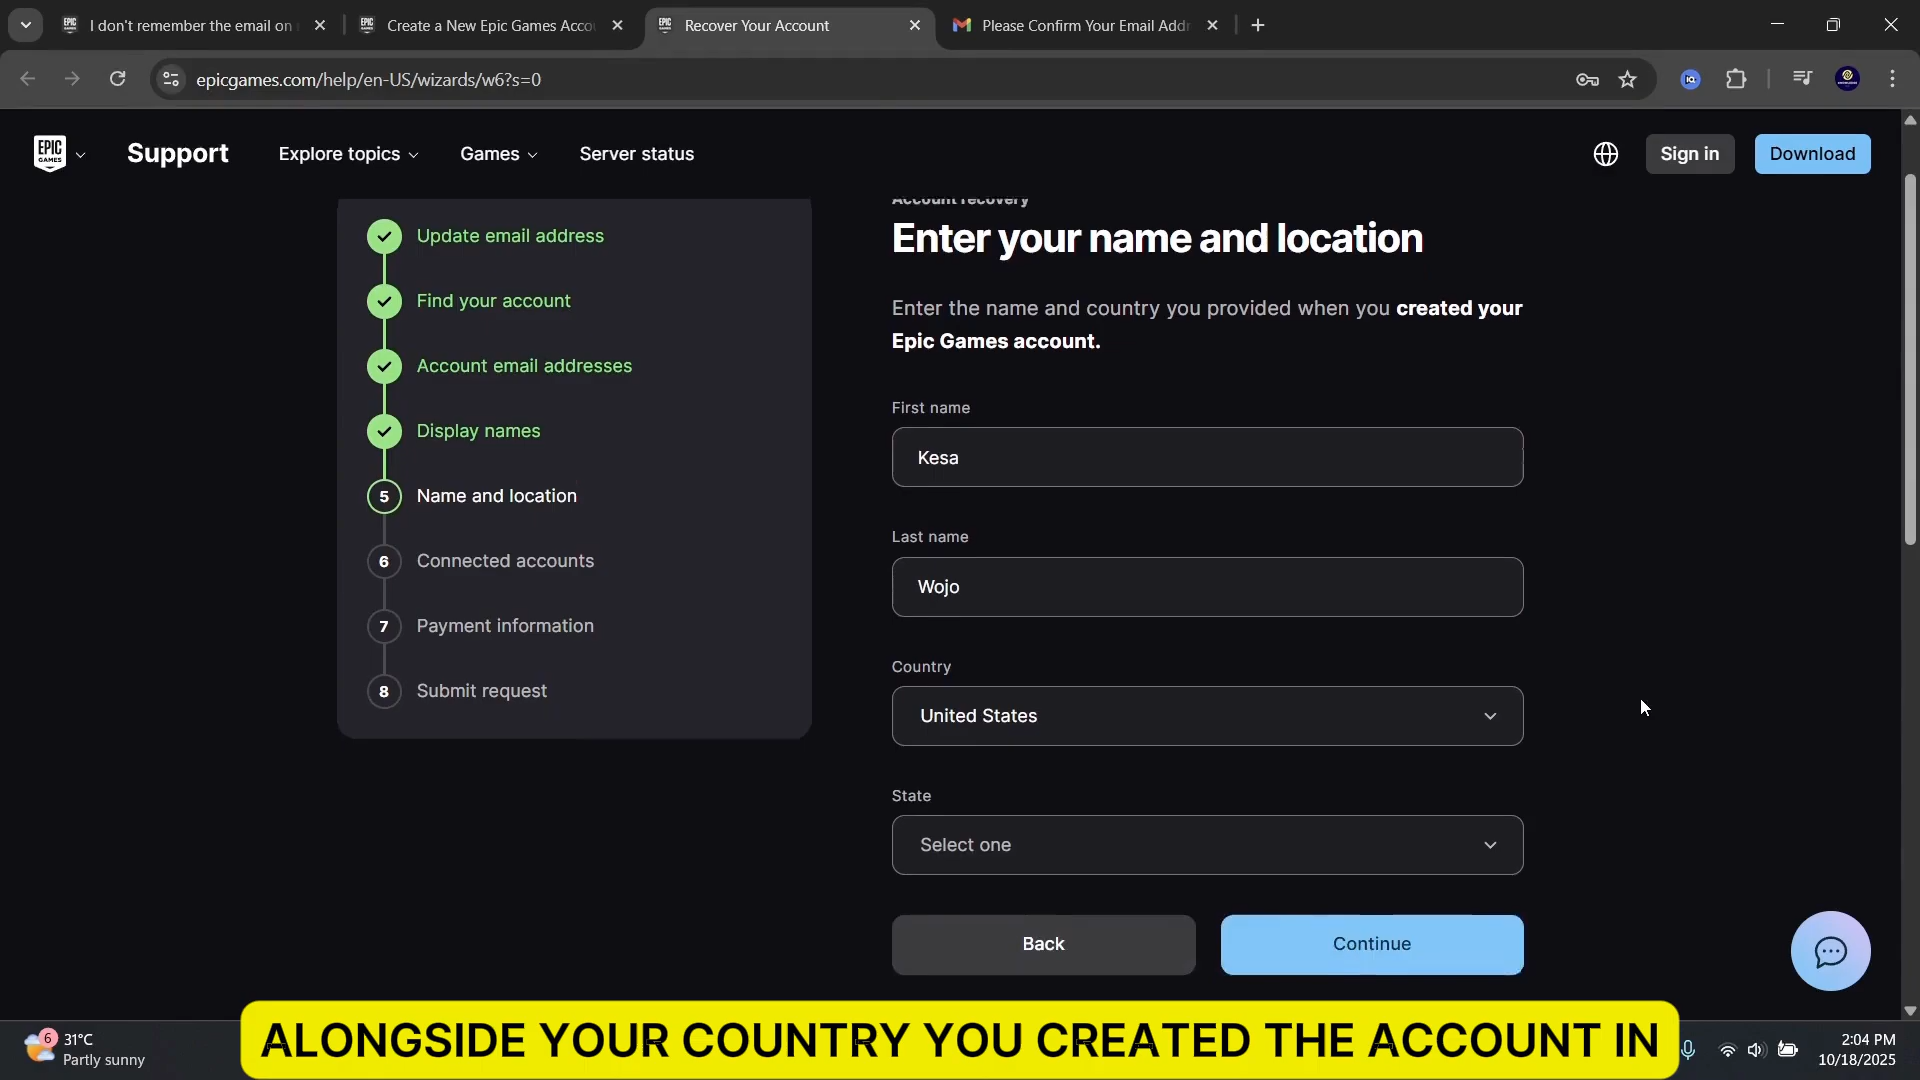 I don't remember the email on
Create a New Epic Games Acco
Recover Your Account
Please Confirm Your Email Addr
epicgames.com/help/en-US/wizards/w6?s=0
EPIC
GAMES
Support
Explore topics
Games
Server status
Sign in
Download
Update email address
Find your account
Account email addresses
Display names
5 Name and location
6 Connected accounts
7 Payment information
8 Submit request
Account recovery
Enter your name and location
Enter the name and country you provided when you created your
Epic Games account.
First name
Kesa
Last name
Wojo
Country
United States
State
Select one
Back
Continue
ALONGSIDE YOUR COUNTRY YOU CREATED THE ACCOUNT IN
6
31°C
Partly sunny
2:04 PM
10/18/2025